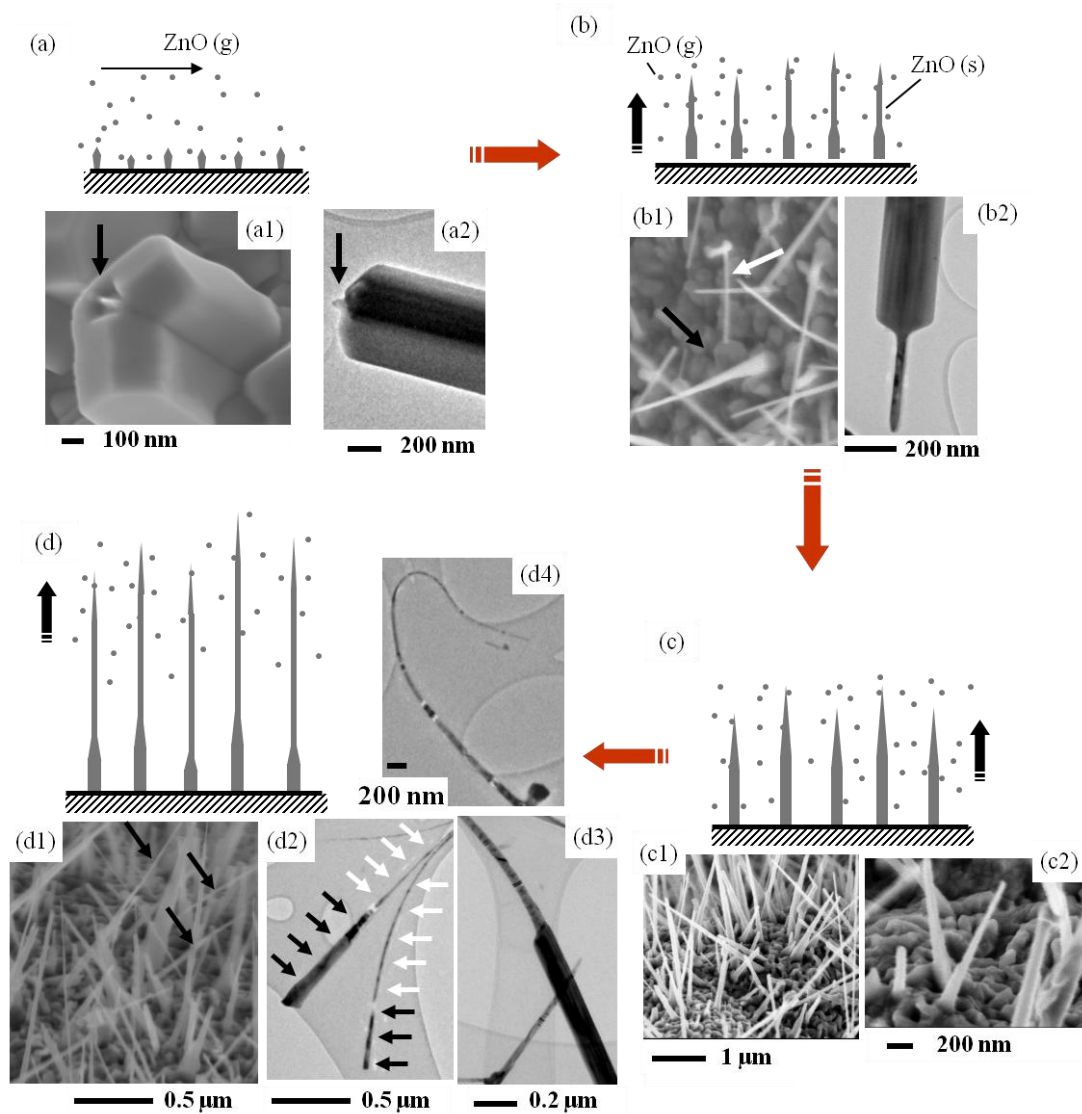 (a)
ZnO (g)
(b)
ZnO (g)
ZnO (s)
(a1)
(a2)
100 nm
200 nm
(b1)
(b2)
200 nm
(d)
(d4)
200 nm
(c)
(d1)
(d2)
(d3)
0.5 µm
0.5 µm
0.2 µm
(c1)
(c2)
1 µm
200 nm